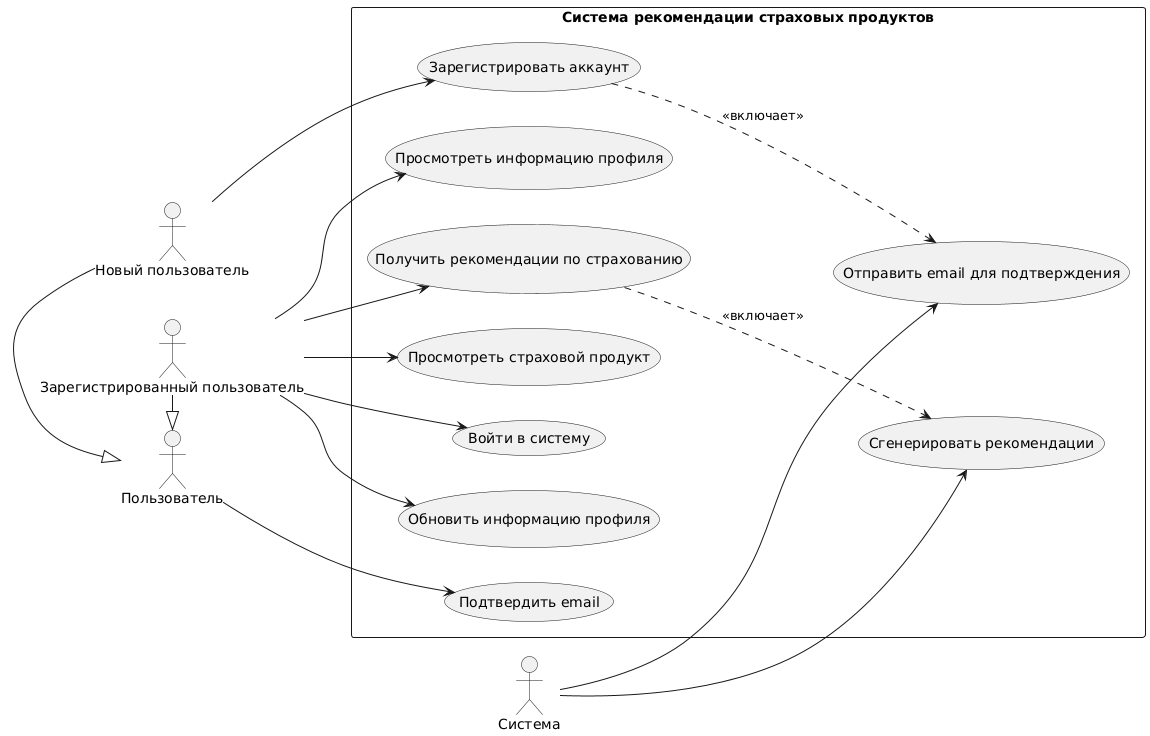 Система рекомендации страховых продуктов
Зарегистрировать аккаунт
«включает»
Просмотреть информацию профиля
Новый пользователь
Получить рекомендации по страхованию
Отправить email для подтверждения
«включает»
Просмотреть страховой продукт
Зарегистрированный пользователь
Войти в систему
Сгенерировать рекомендации
Пользователь
Обновить информацию профиля
Подтвердить email
Система